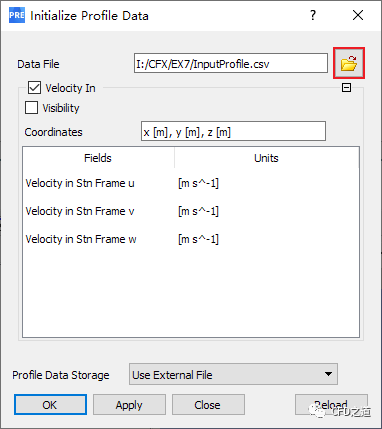 PRE Initialize Profile Data ? ×
Data File I:/CFX/EX7/InputProfile.csv
Velocity In
Visibility
Coordinates x [m], y [m], z [m]
Fields Units
Velocity in Stn Frame u [m s^-1]
Velocity in Stn Frame v [m s^-1]
Velocity in Stn Frame w [m s^-1]
Profile Data Storage Use External File
OK Apply Close Reload
CFD之道